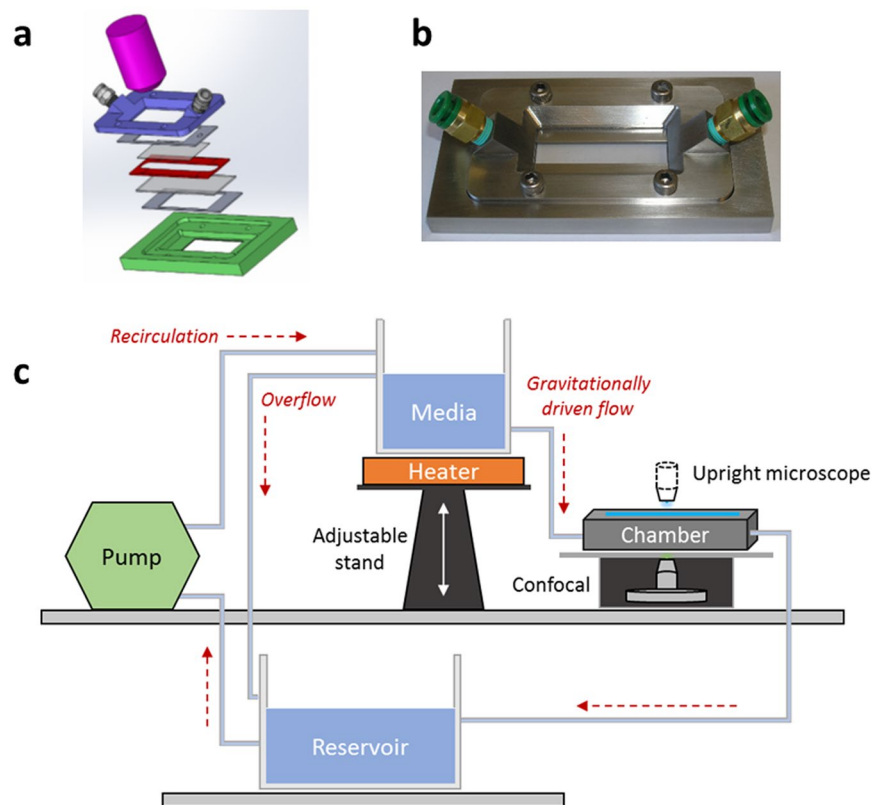 a
b
c
Recirculation
Overflow
Media
Gravitationally
driven flow
Heater
Upright microscope
Pump
Adjustable
stand
Chamber
Confocal
Reservoir